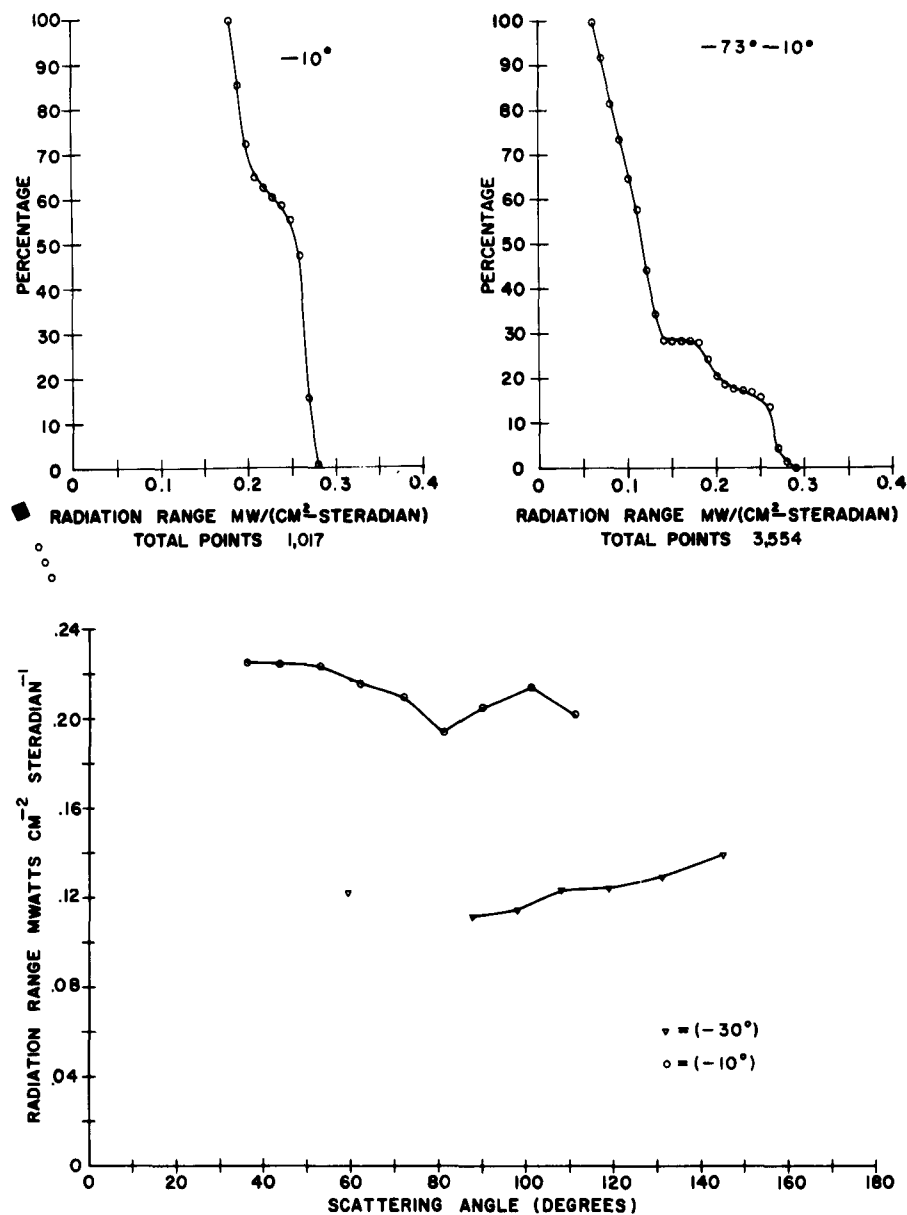 100
90
80
70
60
50
40
30
20
10
0
PERCENTAGE
-10°
0 0.1 0.2 0.3 0.4
RADIATION RANGE MW/(CM²-STERADIAN)
TOTAL POINTS 1,017
100
90
80
70
60
50
40
30
20
10
0
PERCENTAGE
-73°-10°
0 0.1 0.2 0.3 0.4
RADIATION RANGE MW/(CM²-STERADIAN)
TOTAL POINTS 3,554
.24
.20
.16
.12
.08
.04
0
RADIATION RANGE MWATTS CM⁻² STERADIAN⁻¹
▿ = (-30°)
○ = (-10°)
0 20 40 60 80 100 120 140 160 180
SCATTERING ANGLE (DEGREES)